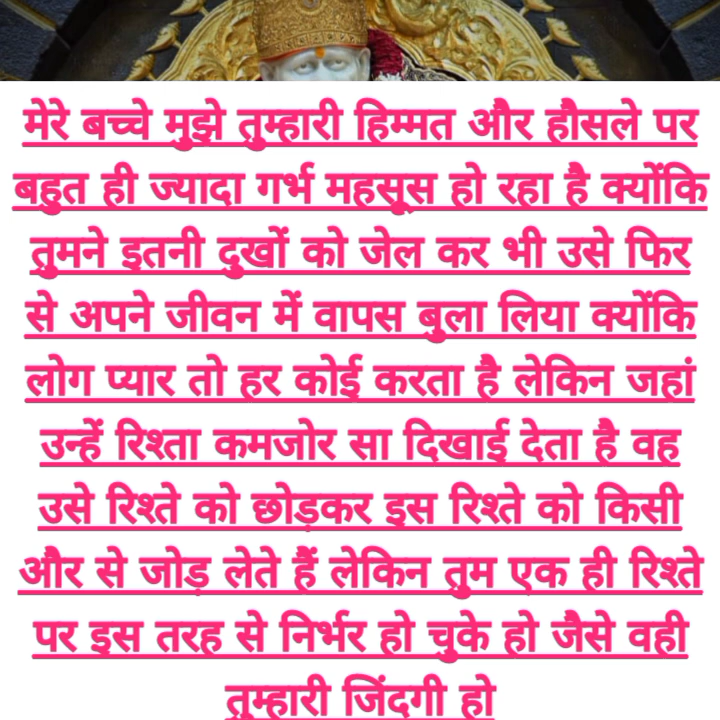 मेरे बच्चे मुझे तुम्हारी हिम्मत और हौसले पर
बहुत ही ज्यादा गर्भ महसूस हो रहा है क्योंकि
तुमने इतनी दुखों को जेल कर भी उसे फिर
से अपने जीवन में वापस बुला लिया क्योंकि
लोग प्यार तो हर कोई करता है लेकिन जहां
उन्हें रिश्ता कमजोर सा दिखाई देता है वह
उसे रिश्ते को छोड़कर इस रिश्ते को किसी
और से जोड़ लेते हैं लेकिन तुम एक ही रिश्ते
पर इस तरह से निर्भर हो चुके हो जैसे वही
तुम्हारी जिंदगी हो